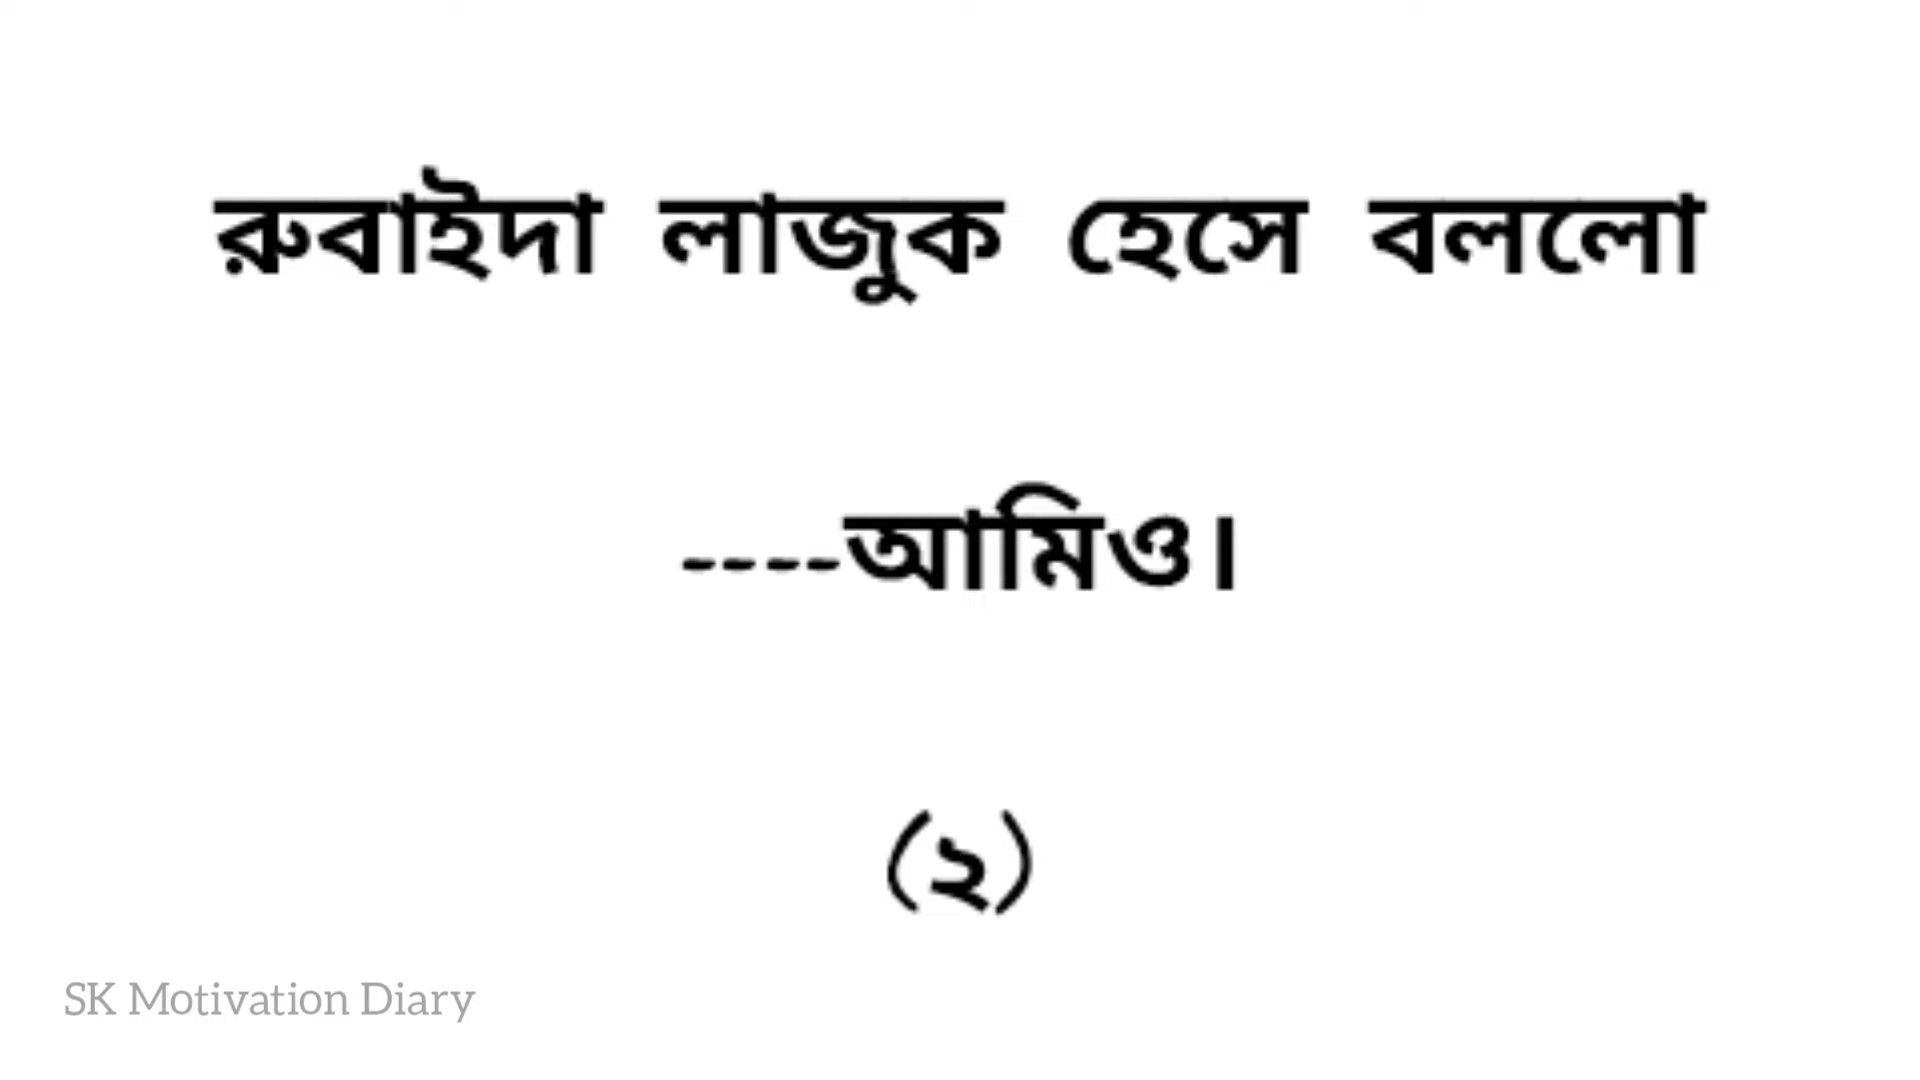 রুবাইদা লাজুক হেসে বললো
----আমিও।
(২)
SK Motivation Diary